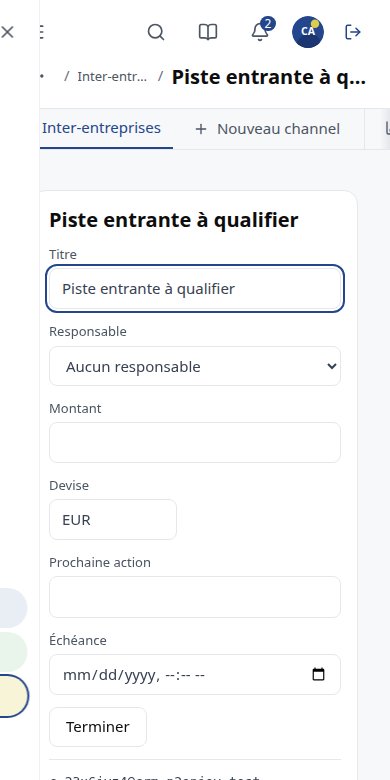 2
CA
/ Inter-entr... / Piste entrante à q...
Inter-entreprises
Nouveau channel
Piste entrante à qualifier
Titre
Piste entrante à qualifier
Responsable
Aucun responsable
Montant
Devise
EUR
Prochaine action
Échéance
mm/dd/yyyy, --:-- --
Terminer